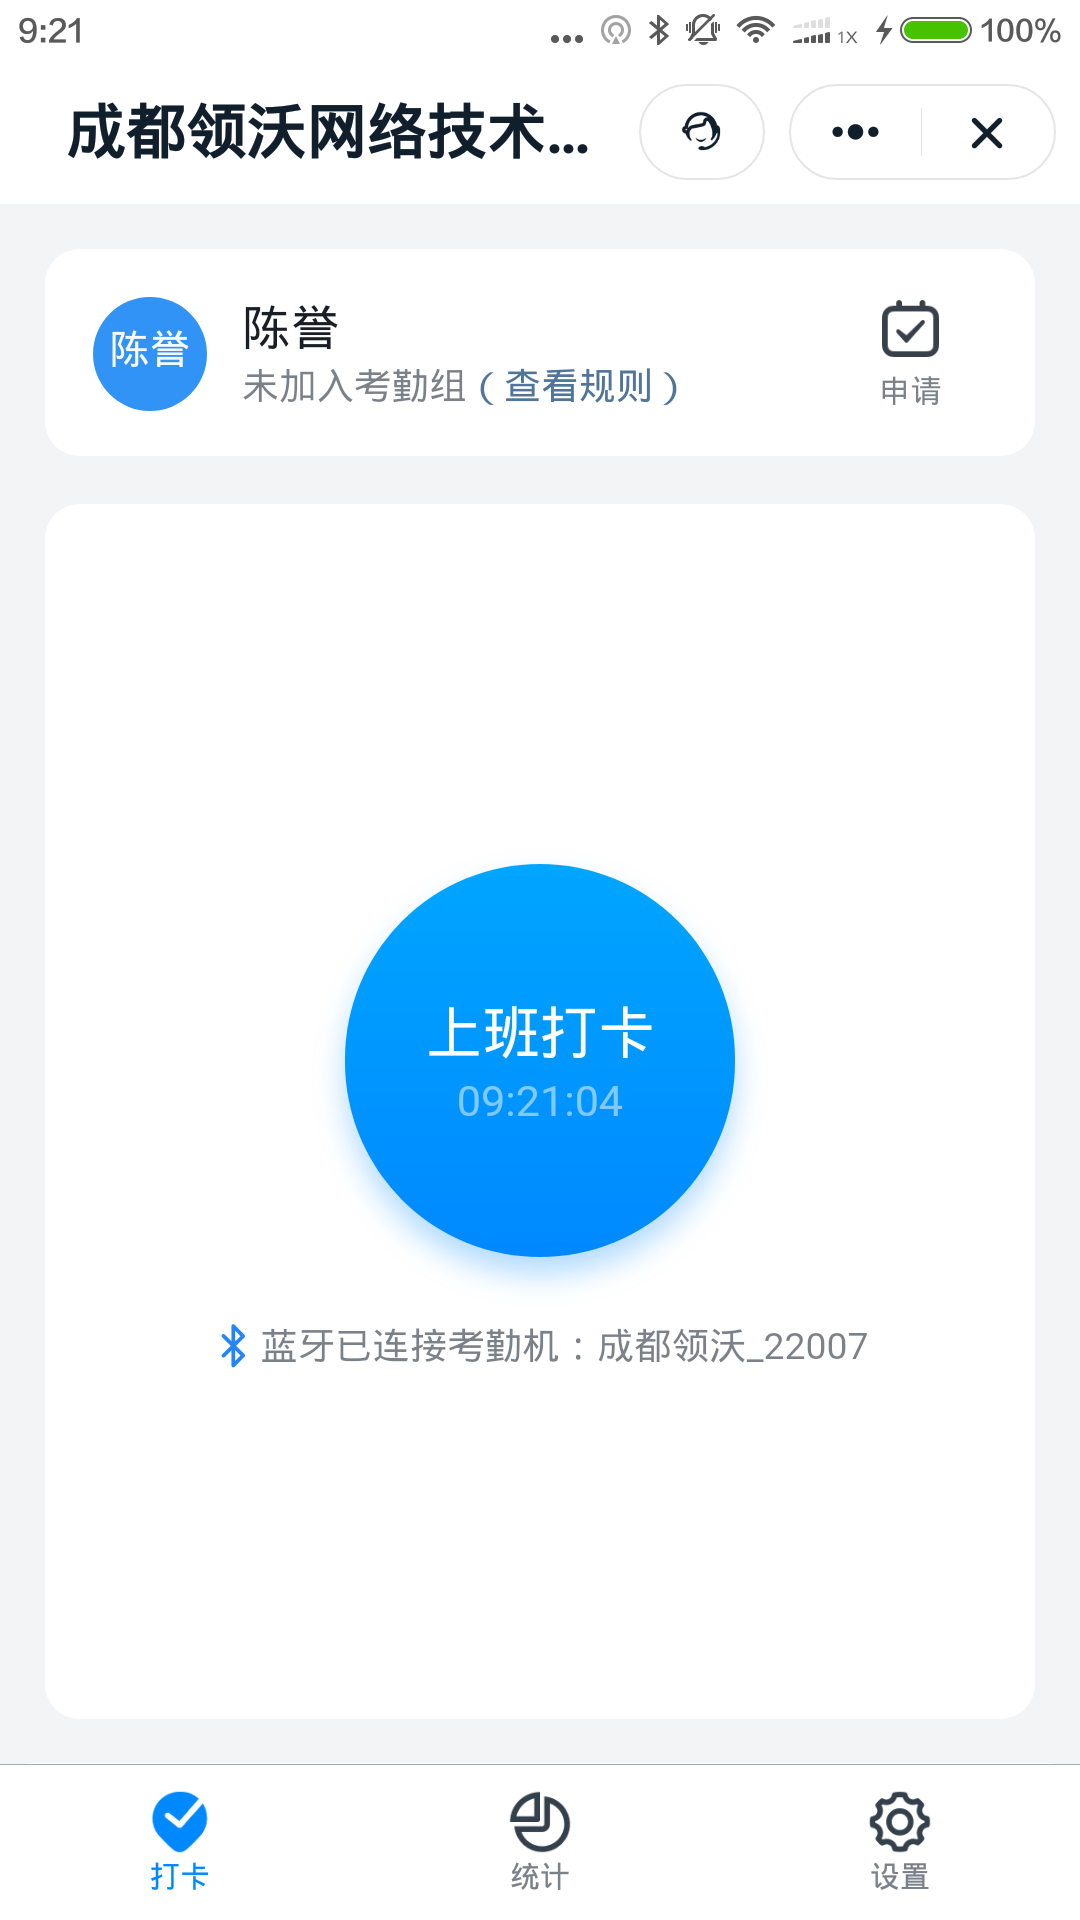 9:21
1X
100%
成都领沃网络技术...
陈誉
陈誉
未加入考勤组（查看规则）
申请
上班打卡
09:21:04
蓝牙已连接考勤机：成都领沃_22007
打卡
统计
设置